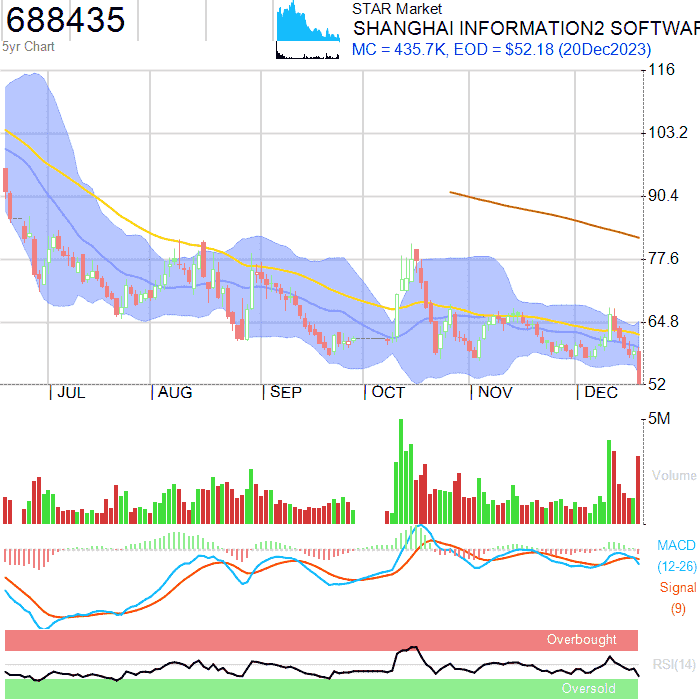 688435
5yr Chart
STAR Market
SHANGHAI INFORMATION2 SOFTWAR
MC = 435.7K, EOD = $52.18 (20Dec2023)
116
103.2
90.4
77.6
64.8
52
JUL AUG SEP OCT NOV DEC
5M
Volume
MACD
(12-26)
Signal
(9)
Overbought
RSI(14)
Oversold